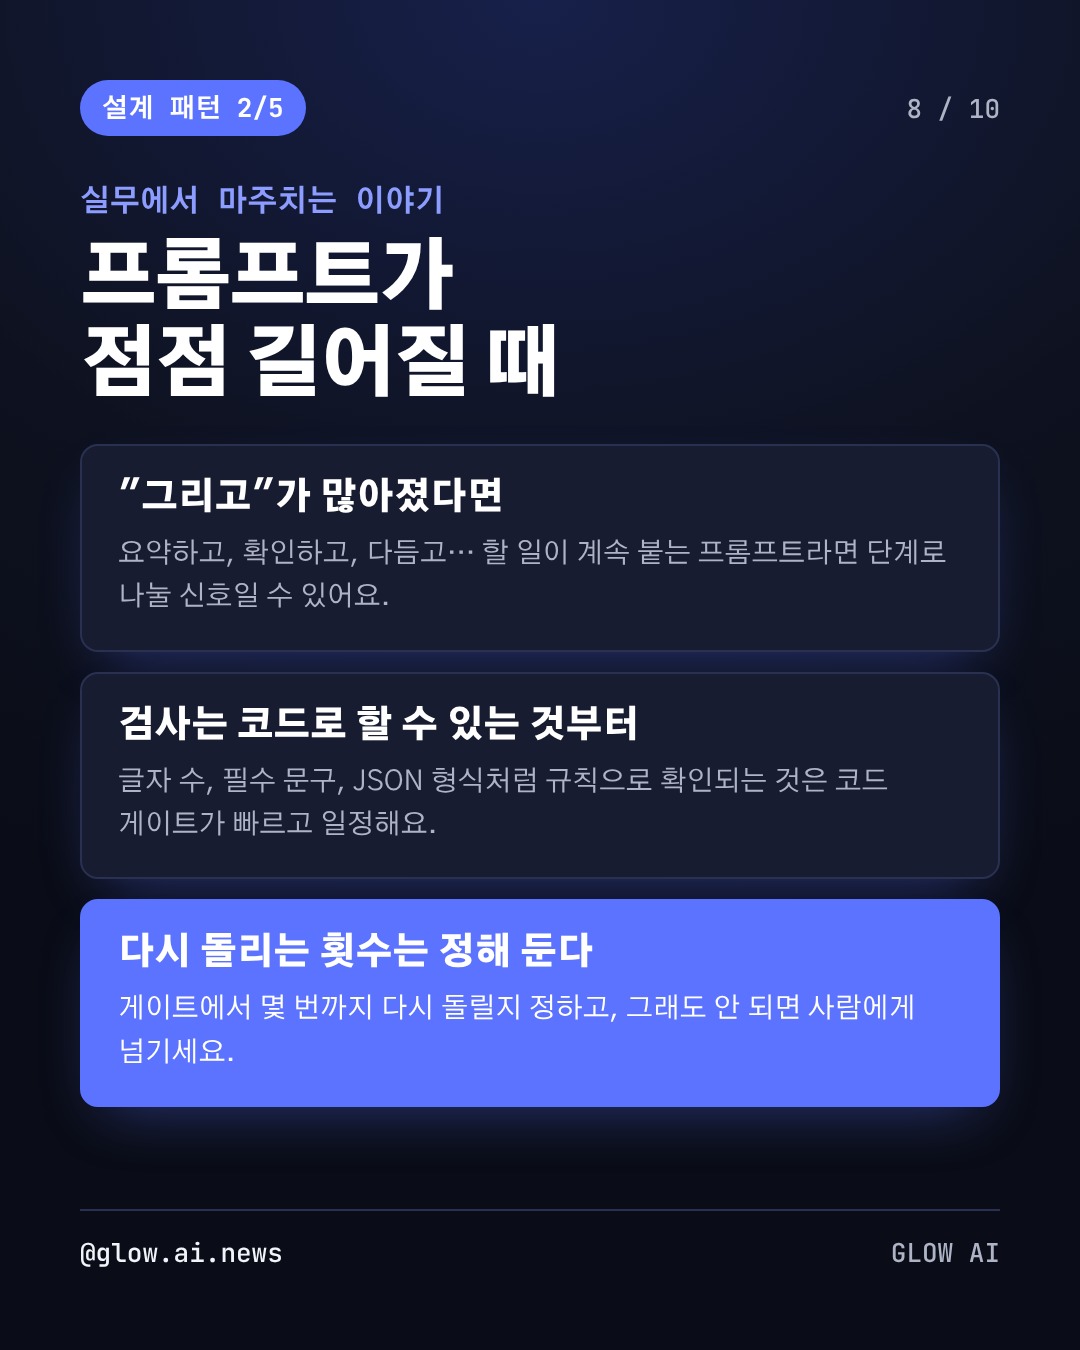 설계 패턴 2/5
8 / 10
실무에서 마주치는 이야기
프롬프트가
점점 길어질 때
"그리고"가 많아졌다면
요약하고, 확인하고, 다듬고… 할 일이 계속 붙는 프롬프트라면 단계로
나눌 신호일 수 있어요.
검사는 코드로 할 수 있는 것부터
글자 수, 필수 문구, JSON 형식처럼 규칙으로 확인되는 것은 코드
게이트가 빠르고 일정해요.
다시 돌리는 횟수는 정해 둔다
게이트에서 몇 번까지 다시 돌릴지 정하고, 그래도 안 되면 사람에게
넘기세요.
@glow.ai.news
GLOW AI